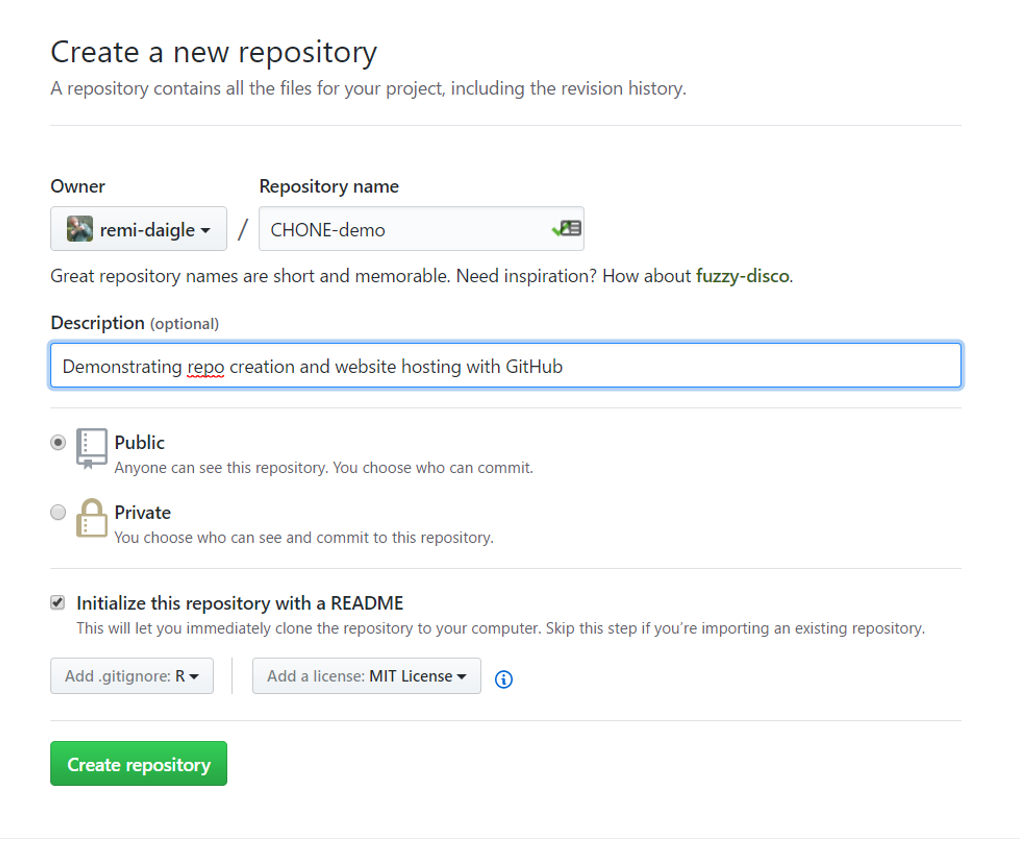 Create a new repository
A repository contains all the files for your project, including the revision history.
Owner
Repository name
remi-daigle / CHONE-demo
Great repository names are short and memorable. Need inspiration? How about fuzzy-disco.
Description (optional)
Demonstrating repo creation and website hosting with GitHub
Public
Anyone can see this repository. You choose who can commit.
Private
You choose who can see and commit to this repository.
Initialize this repository with a README
This will let you immediately clone the repository to your computer. Skip this step if you’re importing an existing repository.
Add .gitignore: R
Add a license: MIT License
Create repository